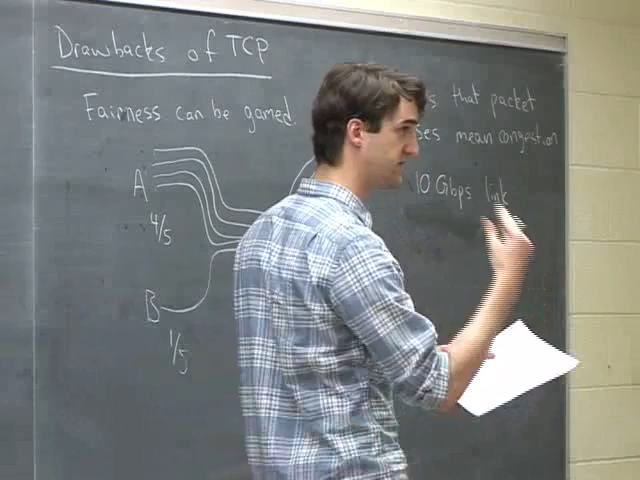 Drawbacks of TCP
Fairness can be gamed.
that packet
mean congestion
10 Gbps link
A
4/5
B
1/5